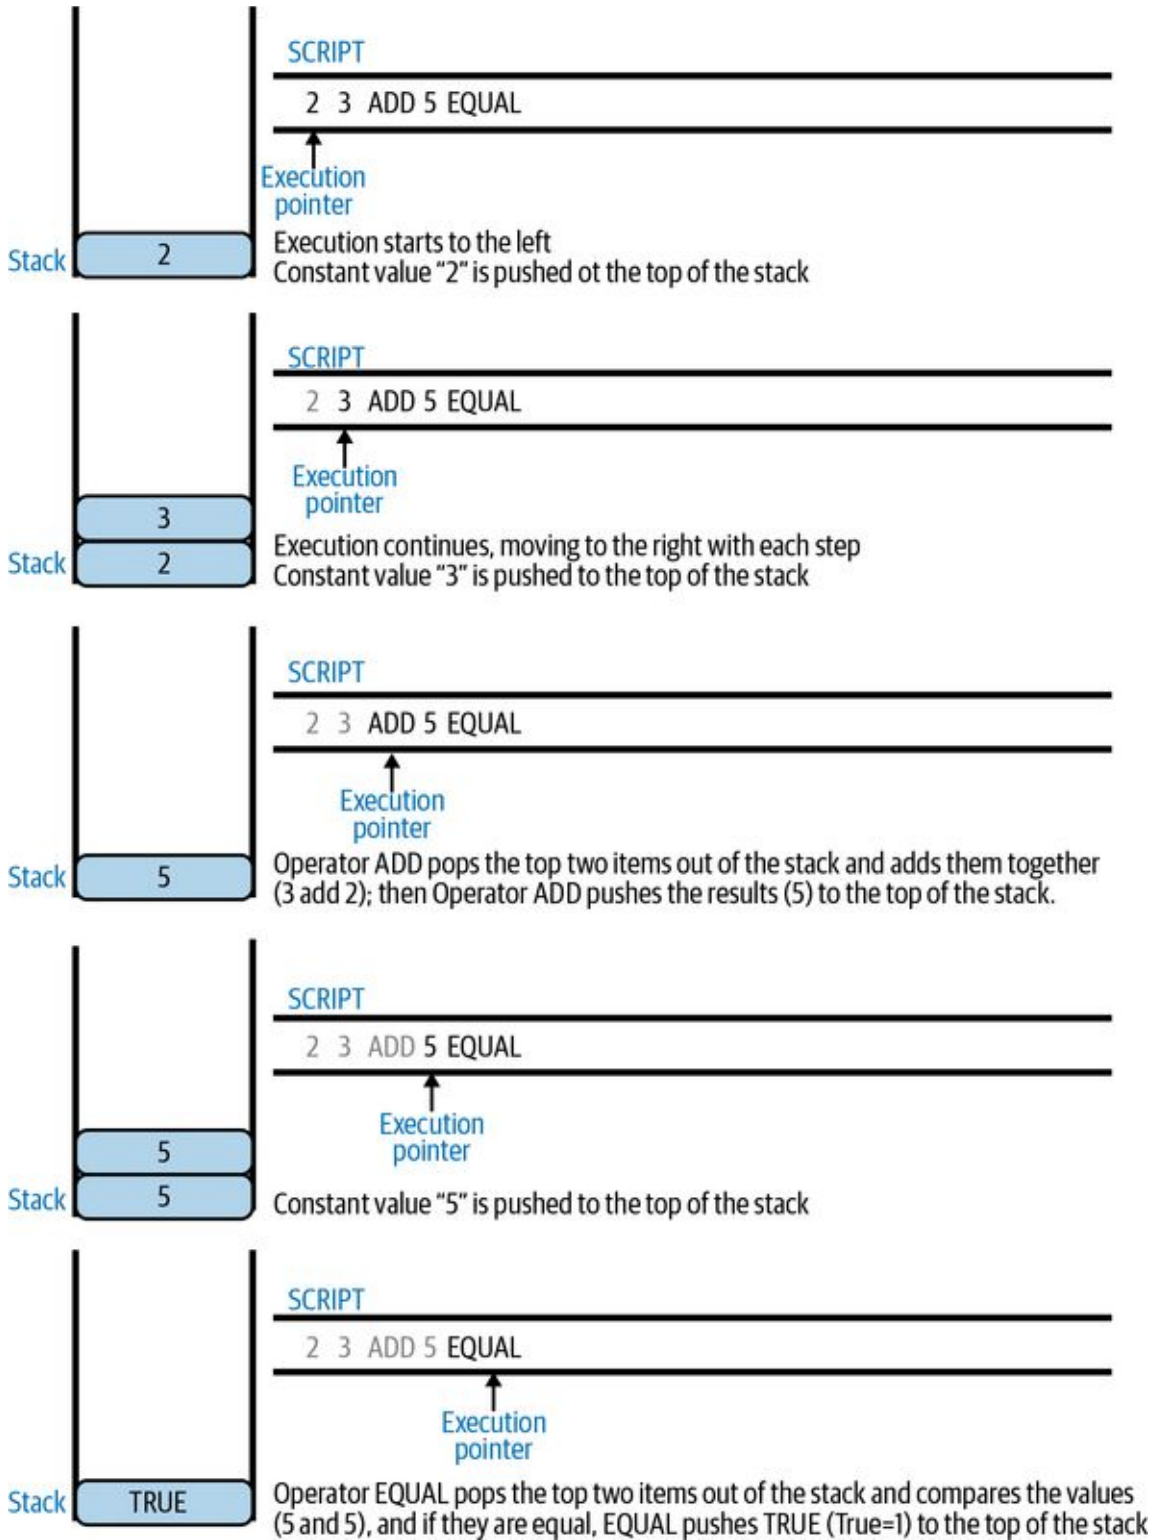 SCRIPT
2 3 ADD 5 EQUAL
Execution
pointer
Stack
2
Execution starts to the left
Constant value “2” is pushed ot the top of the stack
SCRIPT
2 3 ADD 5 EQUAL
Execution
pointer
3
Stack
2
Execution continues, moving to the right with each step
Constant value “3” is pushed to the top of the stack
SCRIPT
2 3 ADD 5 EQUAL
Execution
pointer
Stack
5
Operator ADD pops the top two items out of the stack and adds them together
(3 add 2); then Operator ADD pushes the results (5) to the top of the stack.
SCRIPT
2 3 ADD 5 EQUAL
Execution
pointer
5
Stack
5
Constant value “5” is pushed to the top of the stack
SCRIPT
2 3 ADD 5 EQUAL
Execution
pointer
Stack
TRUE
Operator EQUAL pops the top two items out of the stack and compares the values
(5 and 5), and if they are equal, EQUAL pushes TRUE (True=1) to the top of the stack